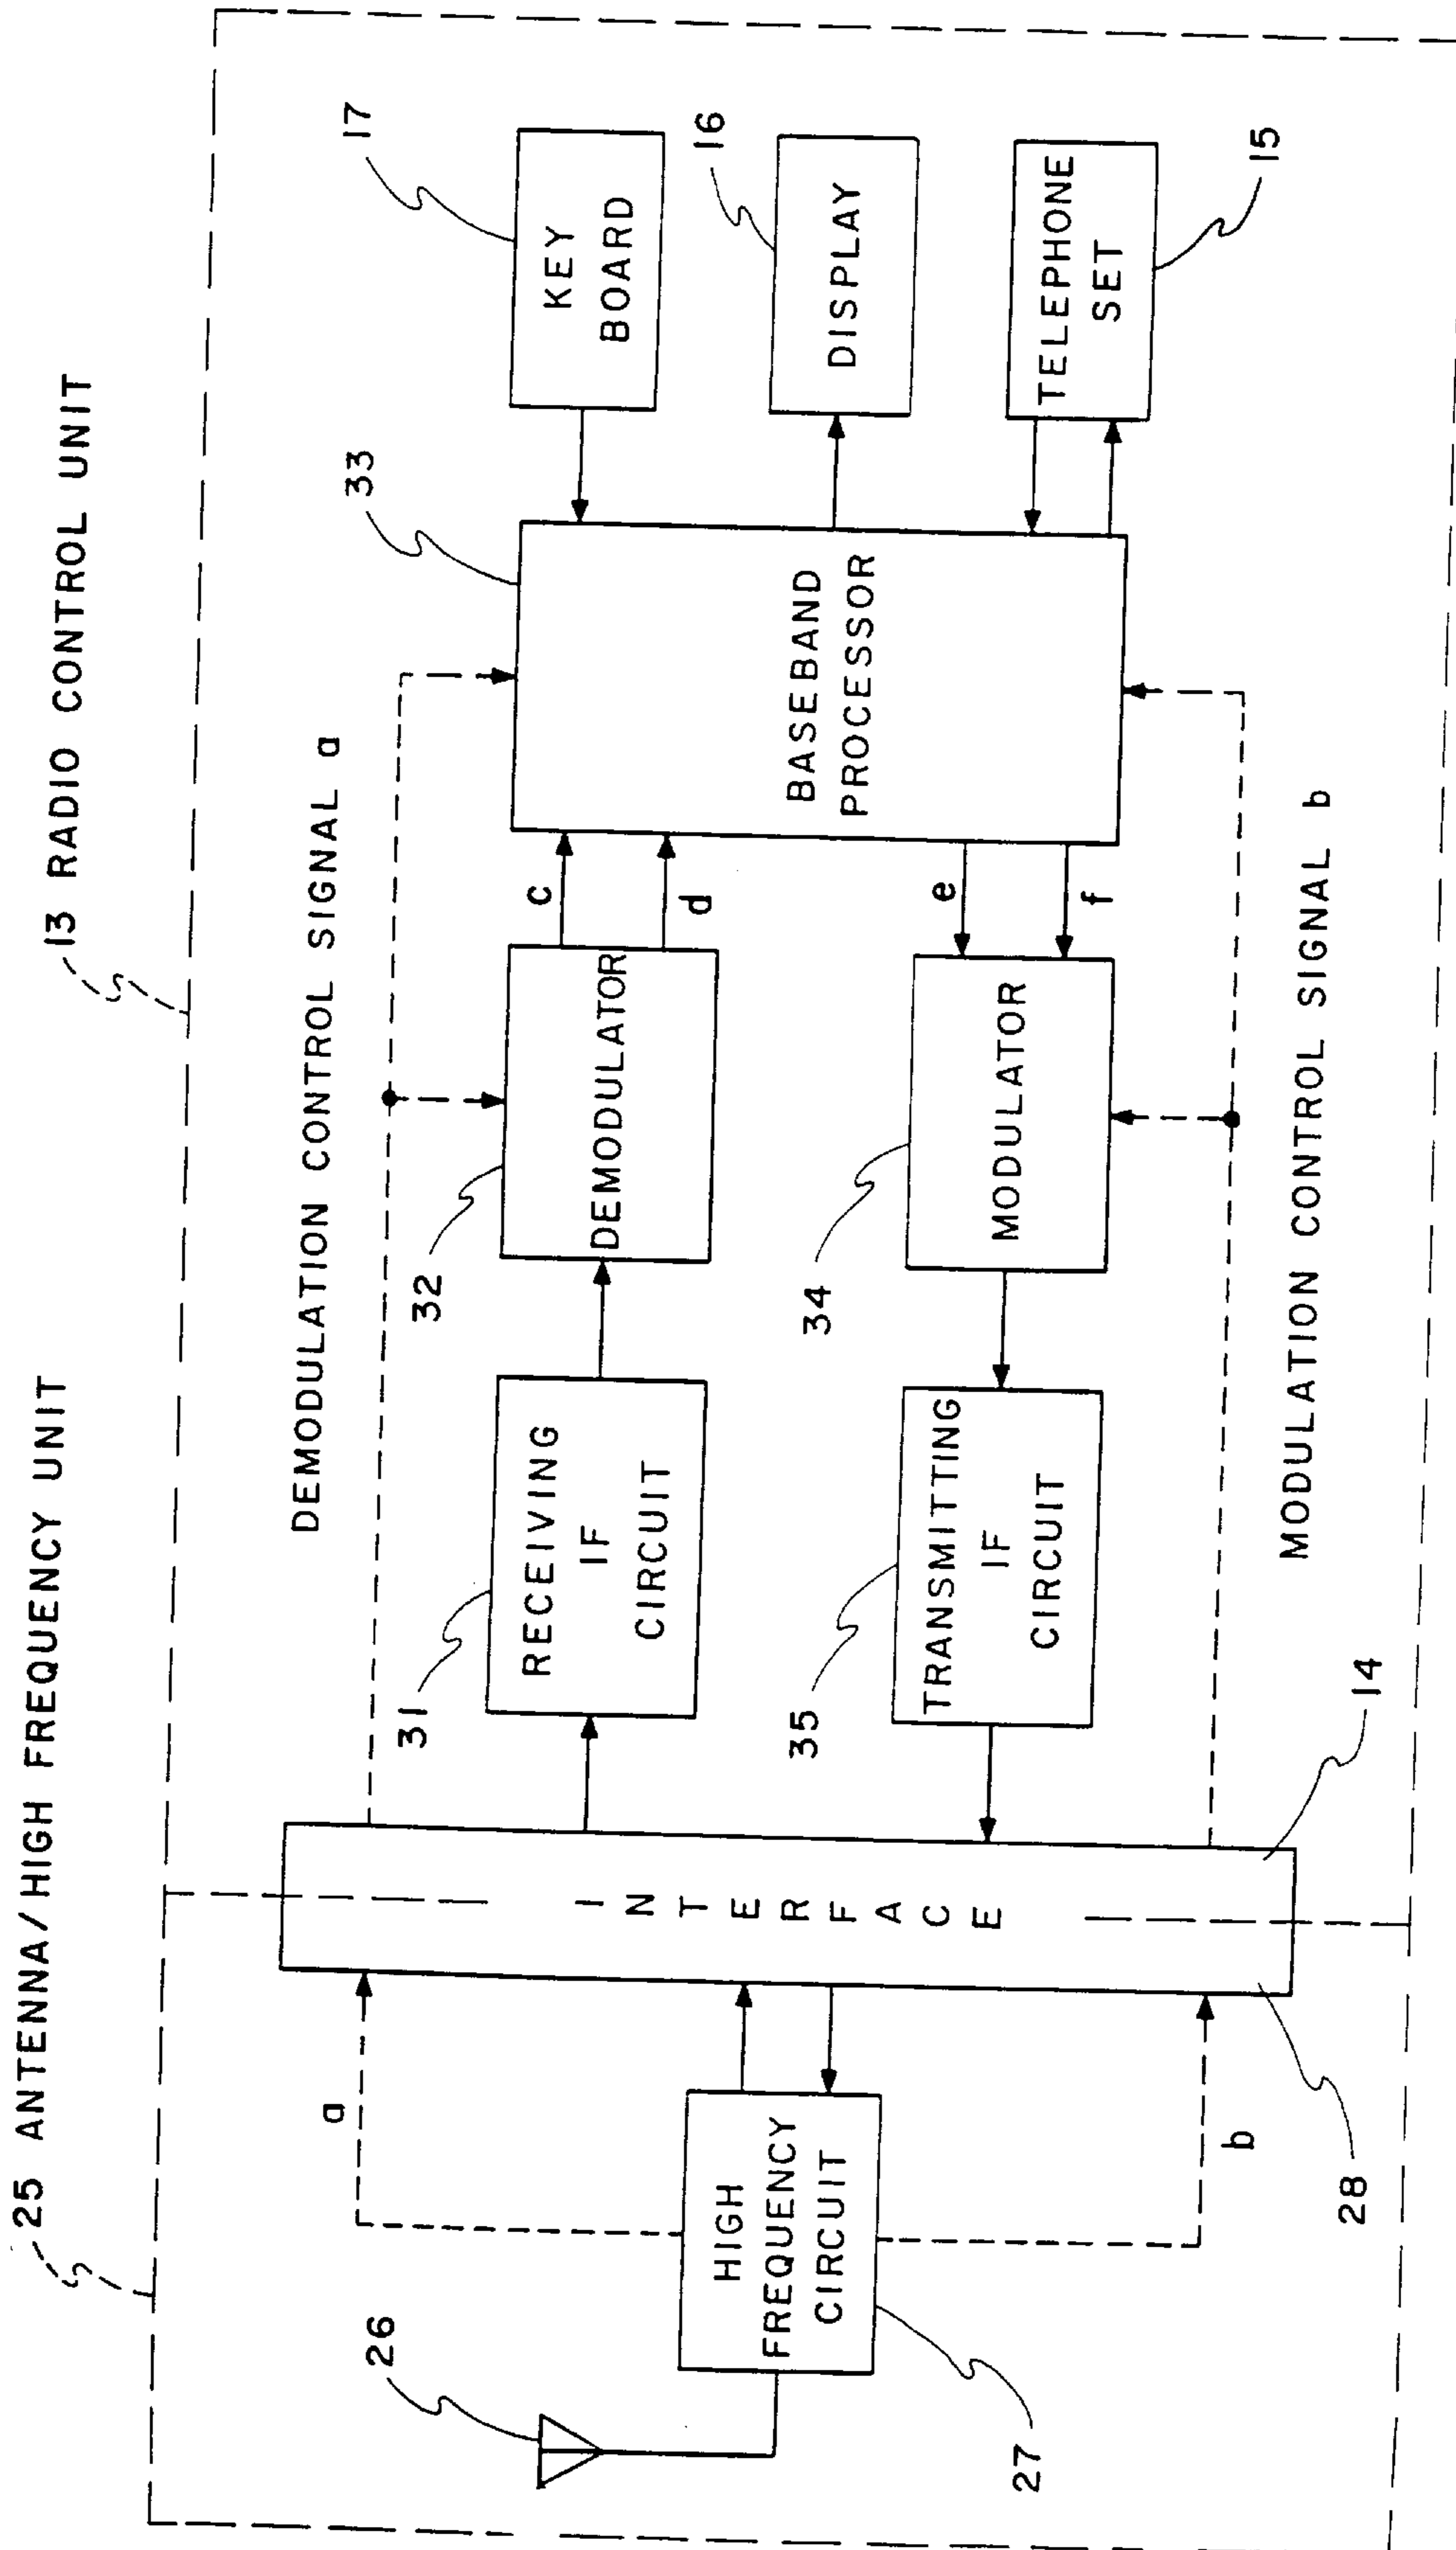 25 ANTENNA/HIGH FREQUENCY UNIT
13 RADIO CONTROL UNIT
DEMODULATION CONTROL SIGNAL a
26
a
31
32
33
17
RECEIVING
IF
CIRCUIT
DEMODULATOR
c
d
KEY
BOARD
HIGH
FREQUENCY
CIRCUIT
INTERFACE
BASEBAND
PROCESSOR
16
DISPLAY
35
34
TRANSMITTING
IF
CIRCUIT
MODULATOR
e
f
TELEPHONE
SET
27
b
28
14
15
MODULATION CONTROL SIGNAL b